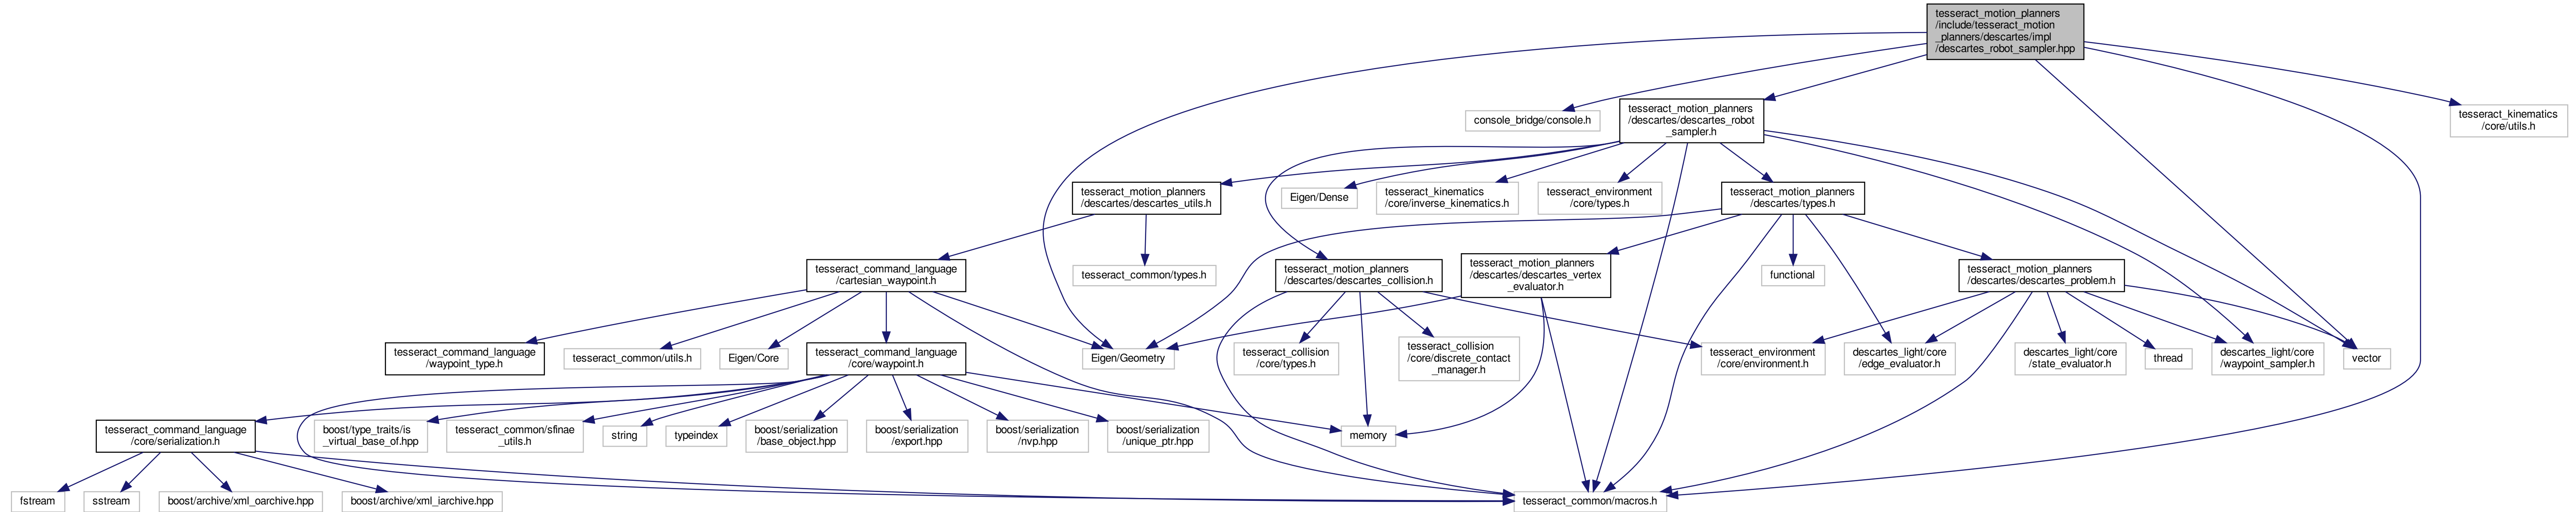 tesseract_motion_planners
/include/tesseract_motion
_planners/descartes/impl
/descartes_robot_sampler.hpp
console_bridge/console.h
tesseract_motion_planners
/descartes/descartes_robot
_sampler.h
tesseract_kinematics
/core/utils.h
tesseract_motion_planners
/descartes/descartes_utils.h
Eigen/Dense
tesseract_kinematics
/core/inverse_kinematics.h
tesseract_environment
/core/types.h
tesseract_motion_planners
/descartes/types.h
tesseract_command_language
/cartesian_waypoint.h
tesseract_common/types.h
tesseract_motion_planners
/descartes/descartes_collision.h
tesseract_motion_planners
/descartes/descartes_vertex
_evaluator.h
functional
tesseract_motion_planners
/descartes/descartes_problem.h
tesseract_command_language
/waypoint_type.h
tesseract_common/utils.h
Eigen/Core
tesseract_command_language
/core/waypoint.h
Eigen/Geometry
tesseract_collision
/core/types.h
tesseract_collision
/core/discrete_contact
_manager.h
tesseract_environment
/core/environment.h
descartes_light/core
/edge_evaluator.h
descartes_light/core
/state_evaluator.h
thread
descartes_light/core
/waypoint_sampler.h
vector
tesseract_command_language
/core/serialization.h
boost/type_traits/is
_virtual_base_of.hpp
tesseract_common/sfinae
_utils.h
string
typeindex
boost/serialization
/base_object.hpp
boost/serialization
/export.hpp
boost/serialization
/nvp.hpp
boost/serialization
/unique_ptr.hpp
memory
fstream
sstream
boost/archive/xml_oarchive.hpp
boost/archive/xml_iarchive.hpp
tesseract_common/macros.h